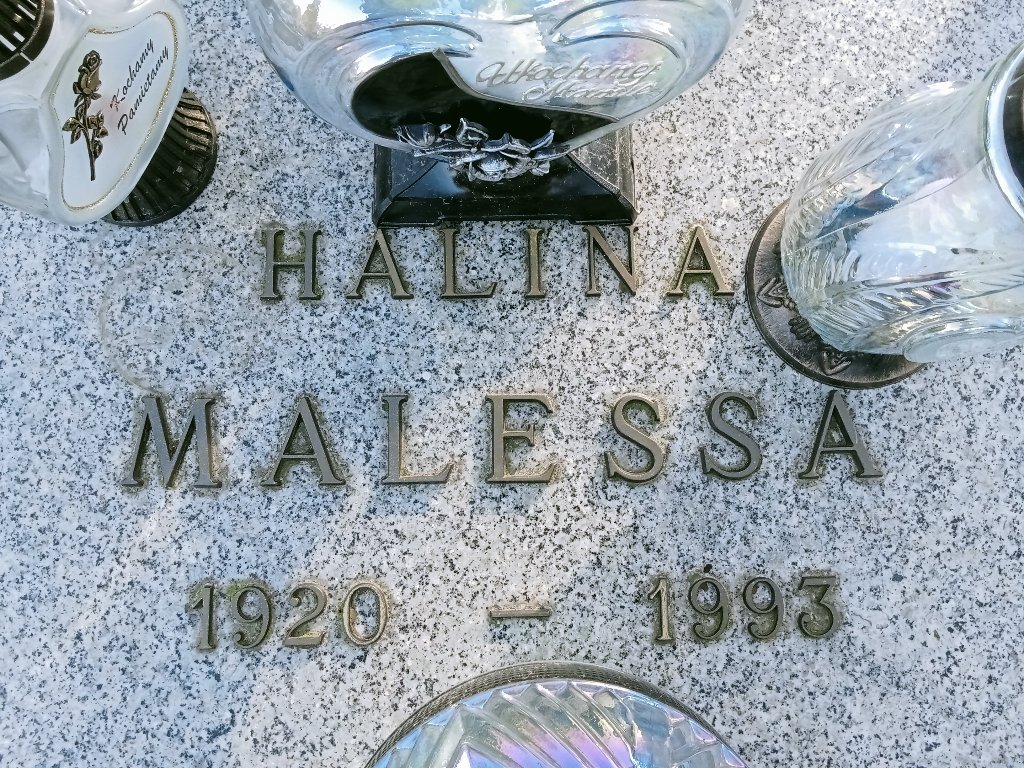 Kochamy
Pamiętamy
Ukochanej
Mamie
HALINA
MALESSA
1920 – 1993